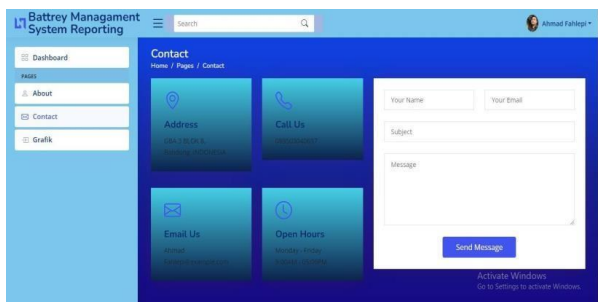 Battrey Managament
System Reporting
Search
Ahmad Fahlepi
Dashboard
PAGES
About
Contact
Grafik
Contact
Home / Pages / Contact
Address
Call Us
Email Us
Ahmad
Open Hours
Monday - Friday
Your Name
Your Email
Subject
Message
Send Message
Activate Windows
Go to Settings to activate Windows.